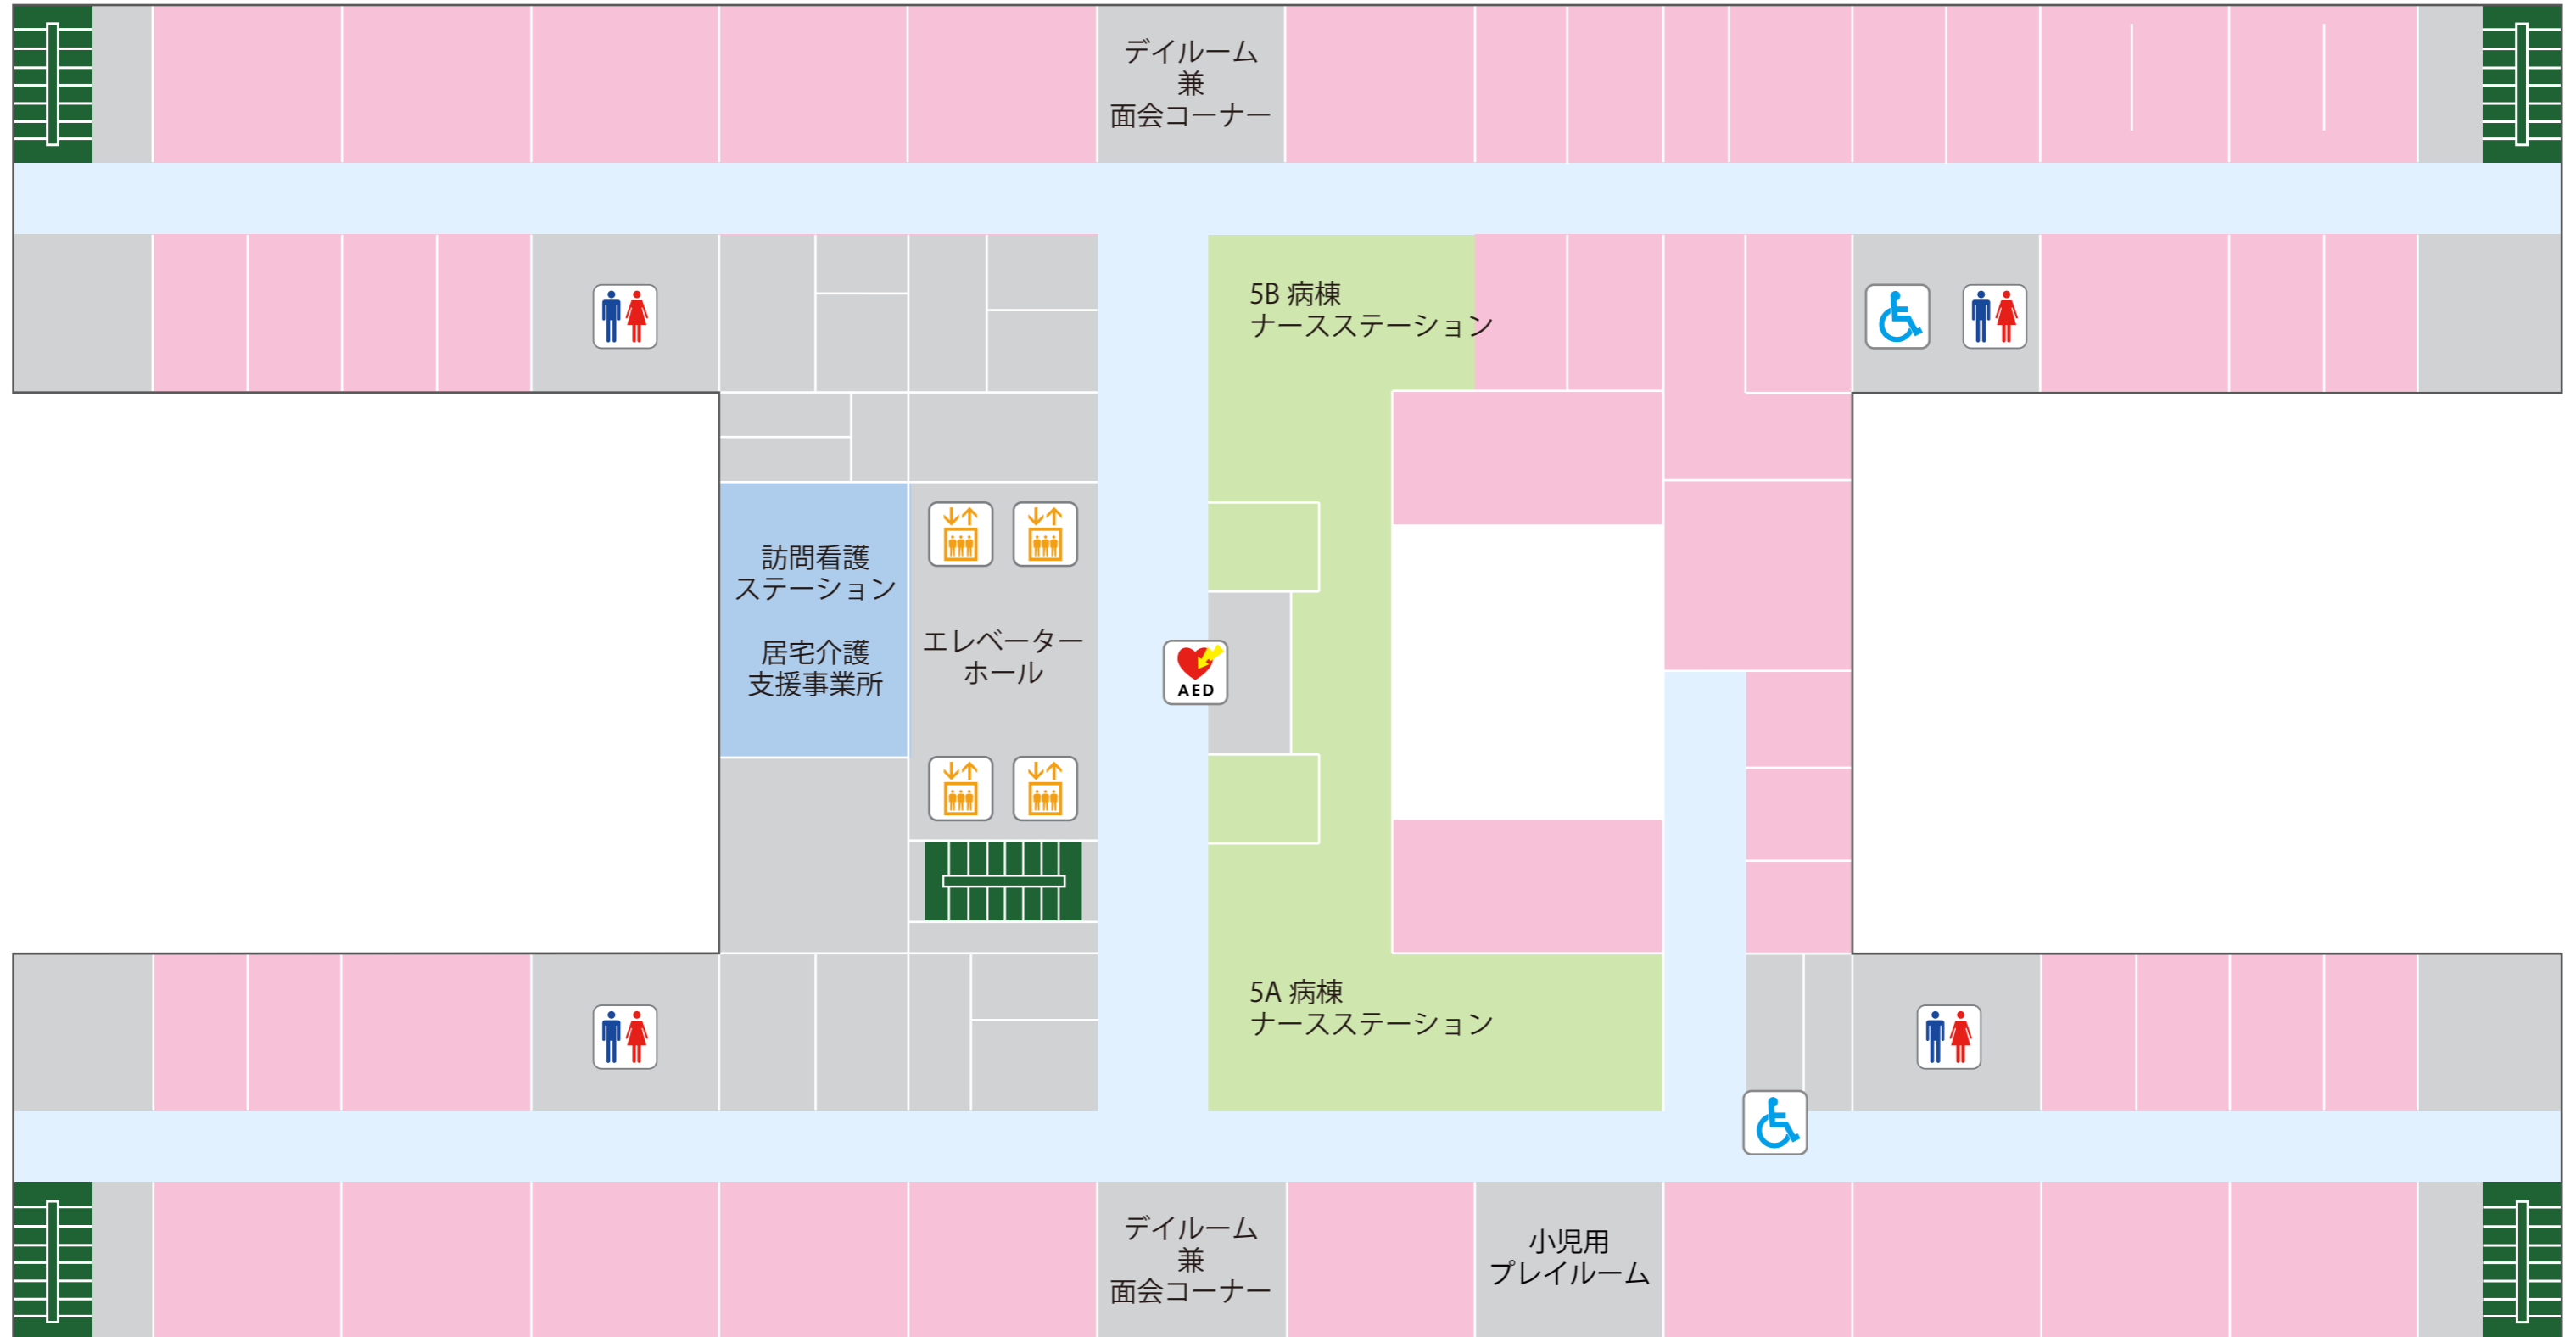 デイルーム
兼
面会コーナー
5B 病棟
ナースステーション
訪問看護
ステーション
居宅介護
支援事業所
エレベーター
ホール
AED
5A 病棟
ナースステーション
デイルーム
兼
面会コーナー
小児用
プレイルーム